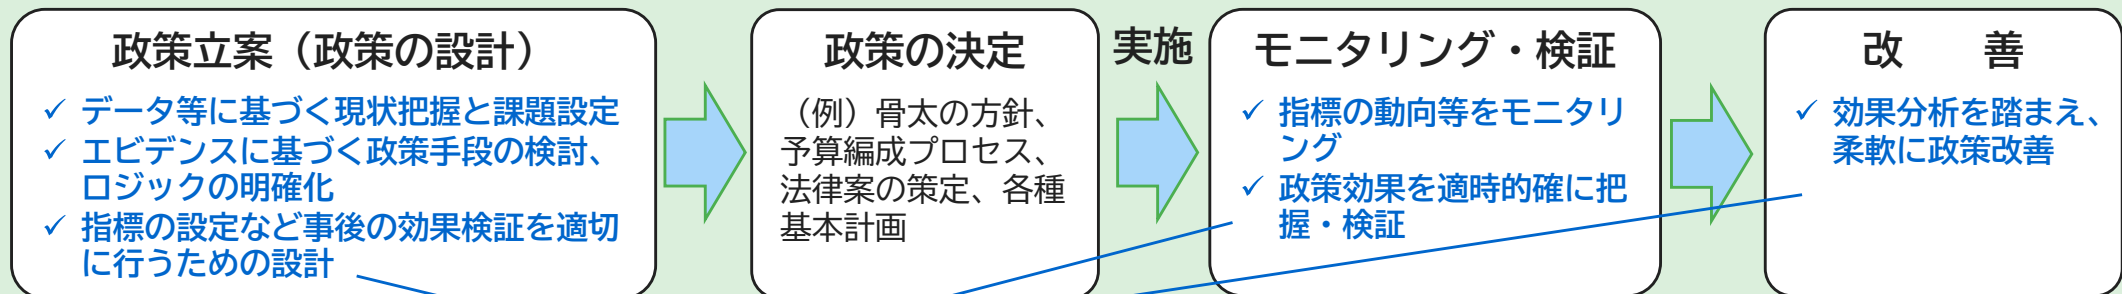 政策立案（政策の設計）
✓ データ等に基づく現状把握と課題設定
✓ エビデンスに基づく政策手段の検討、
ロジックの明確化
✓ 指標の設定など事後の効果検証を適切
に行うための設計
政策の決定
（例）骨太の方針、
予算編成プロセス、
法律案の策定、各種
基本計画
実施
モニタリング・検証
✓ 指標の動向等をモニタリ
ング
✓ 政策効果を適時的確に把
握・検証
改　　善
✓ 効果分析を踏まえ、
柔軟に政策改善